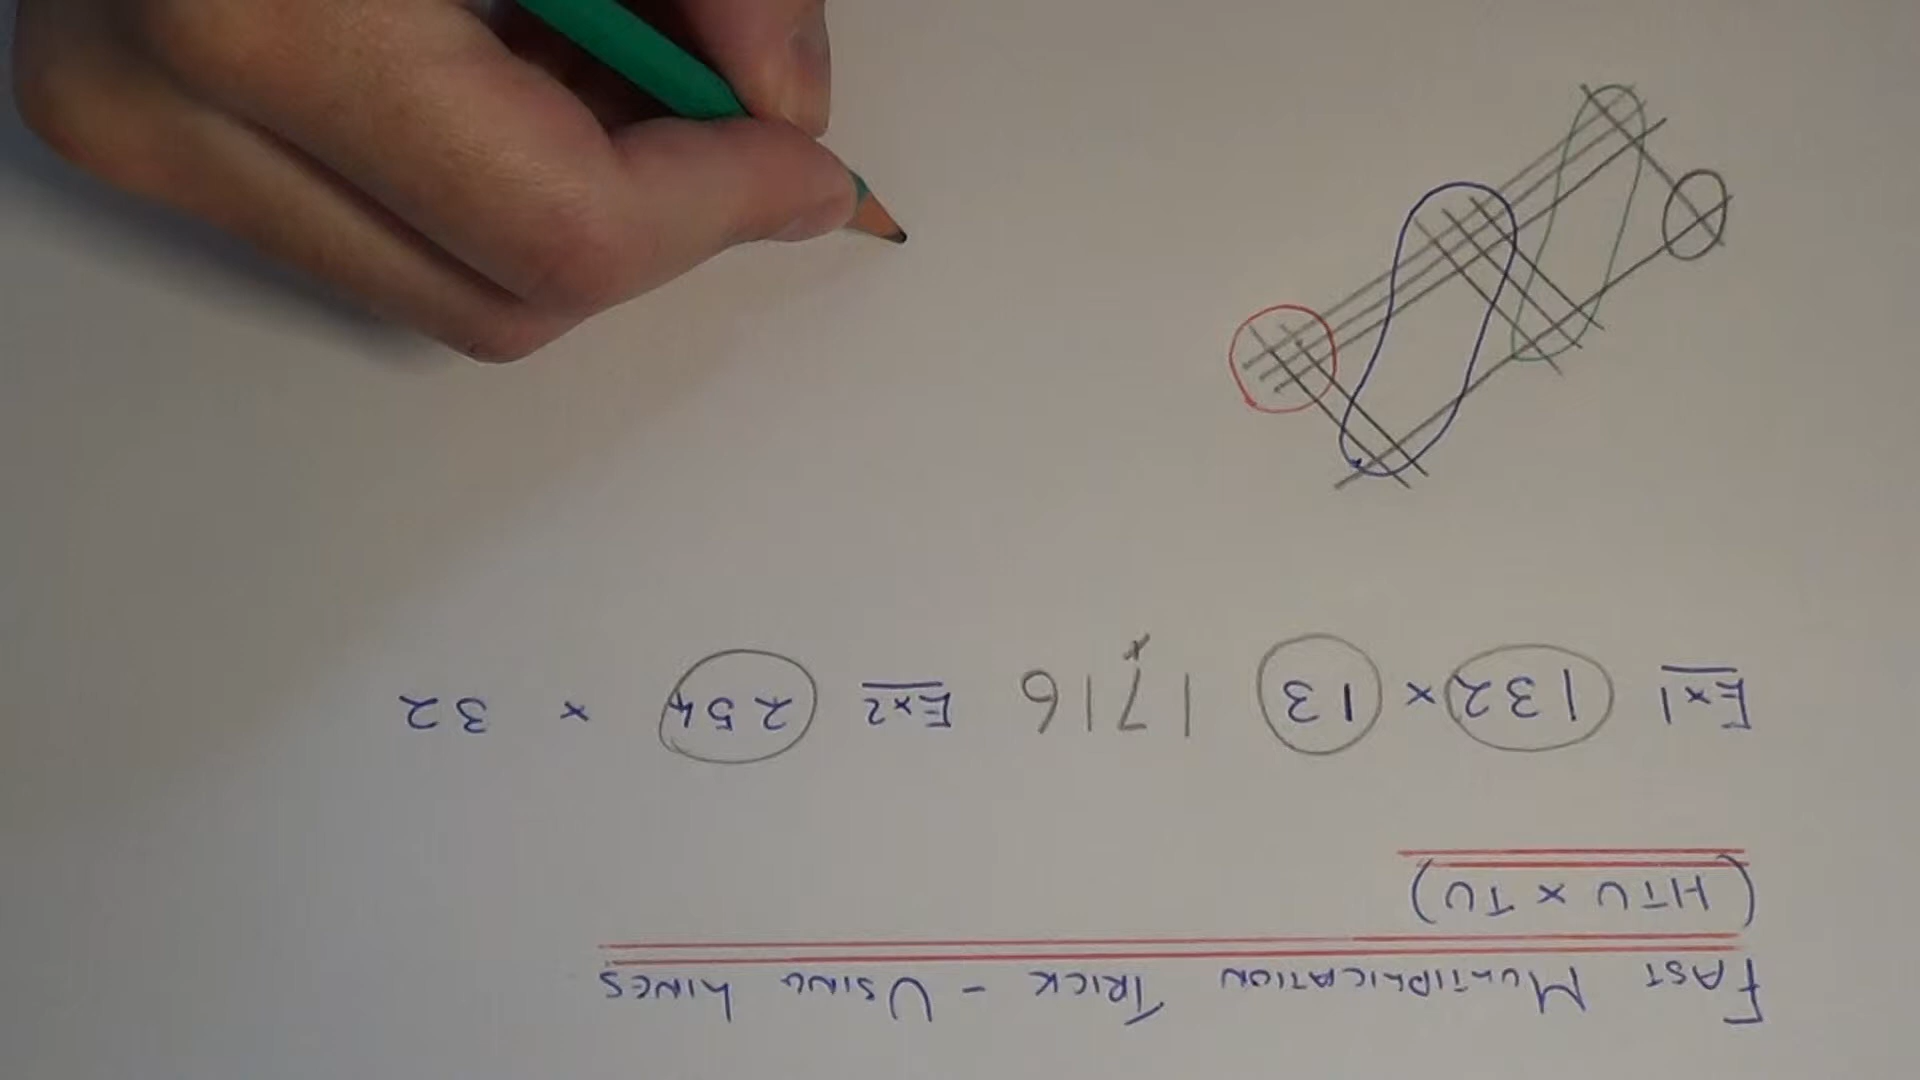 FAST MULTIPLICATION TRICK - USING LINES
(HTU × TU)
Ex1 132 × 13 1716 Ex2 254 × 32